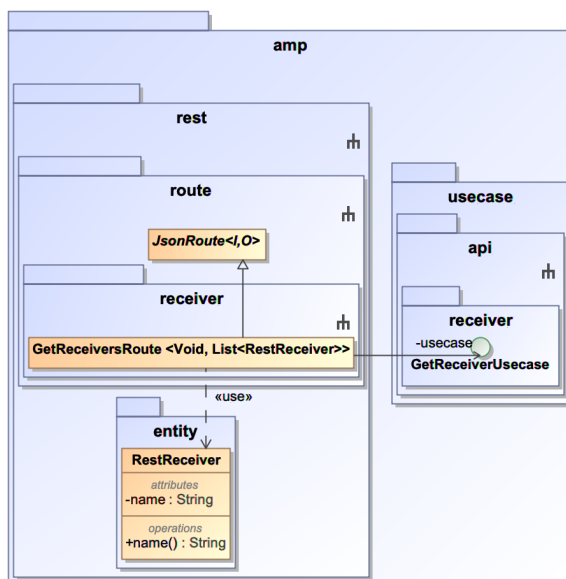 amp
rest
route
JsonRoute<I,O>
receiver
GetReceiversRoute <Void, List<RestReceiver>>
«use»
entity
RestReceiver
attributes
-name : String
operations
+name() : String
usecase
api
receiver
-usecase
GetReceiverUsecase